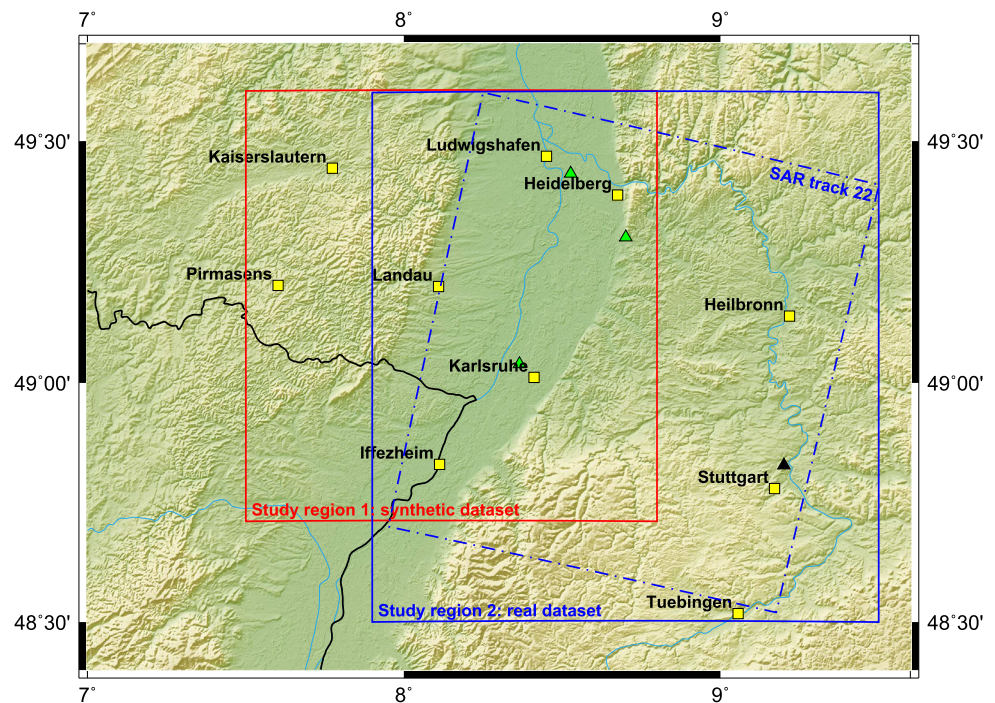 7° 8° 9°
49°30' 49°30'
Ludwigshafen
Kaiserslautern
Heidelberg
SAR track 22
Pirmasens
Landau
Heilbronn
Karlsruhe
49°00' 49°00'
Iffezheim
Stuttgart
Study region 1: synthetic dataset
Tuebingen
Study region 2: real dataset
48°30' 48°30'
7° 8° 9°